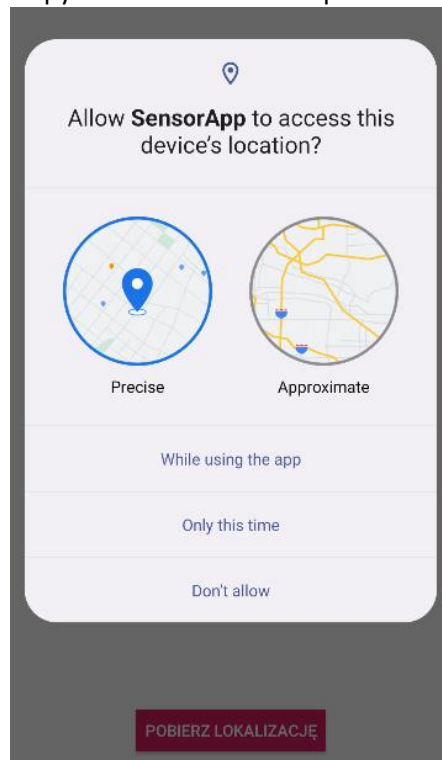 Allow SensorApp to access this
device's location?
Precise
Approximate
While using the app
Only this time
Don't allow
POBIERZ LOKALIZACJĘ